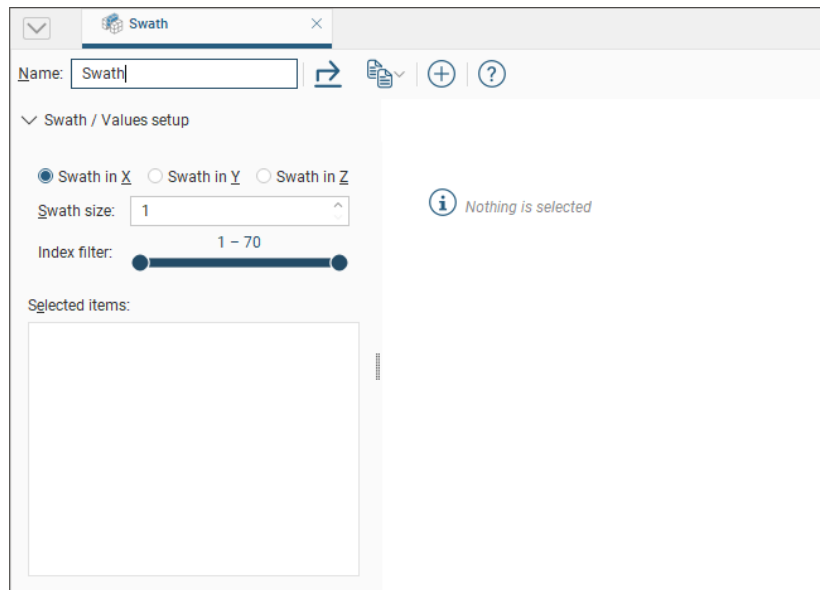 Swath
Name: Swath
Swath / Values setup
Swath in X Swath in Y Swath in Z
Swath size: 1
1 – 70
Index filter:
Selected items:
Nothing is selected